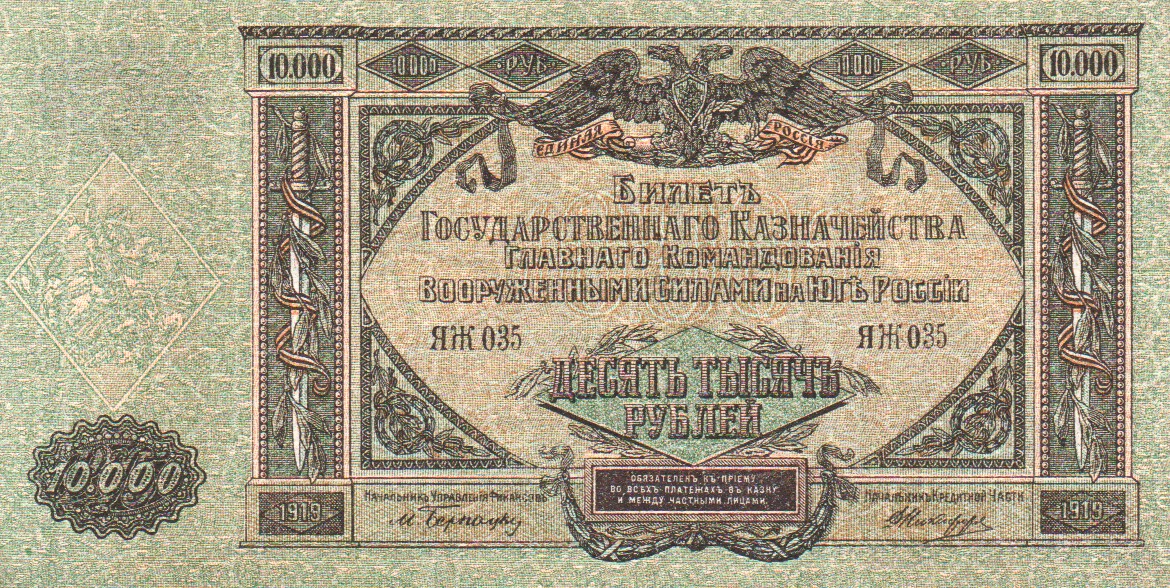 10.000 10.000 РУБ. 10.000 РУБ. 10.000
ЕДИНАЯ РОССІЯ
БИЛЕТЪ
ГОСУДАРСТВЕННАГО КАЗНАЧЕЙСТВА
ГЛАВНАГО КОМАНДОВАНІЯ
ВООРУЖЕННЫМИ СИЛАМИ НА ЮГѢ РОССІИ
ЯЖ 035 ЯЖ 035
ДЕСЯТЬ ТЫСЯЧЪ
РУБЛЕЙ
10.000
ОБЯЗАТЕЛЕНЪ КЪ ПРІЕМУ
ВО ВСѢХЪ ПЛАТЕЖАХЪ ВЪ КАЗНУ
И МЕЖДУ ЧАСТНЫМИ ЛИЦАМИ.
НАЧАЛЬНИКЪ УПРАВЛЕНІЯ ФИНАНСОВЪ
НАЧАЛЬНИКЪ КРЕДИТНОЙ ЧАСТИ
1919 1919